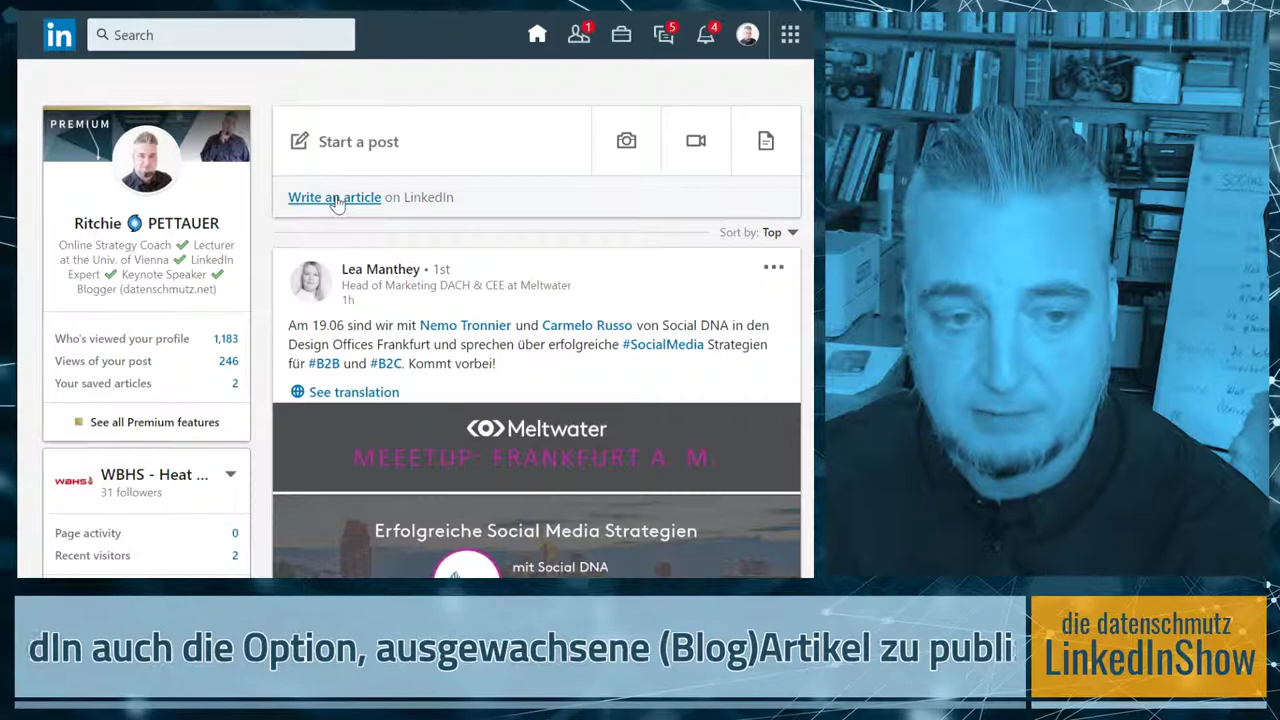 in
Search
1
5
4
PREMIUM
Ritchie PETTAUER
Online Strategy Coach ✔ Lecturer
at the Univ. of Vienna ✔ LinkedIn
Expert ✔ Keynote Speaker ✔
Blogger (datenschmutz.net)
Who's viewed your profile 1,183
Views of your post 246
Your saved articles 2
See all Premium features
WBHS
WBHS - Heat ...
31 followers
Page activity 0
Recent visitors 2
Start a post
Write an article on LinkedIn
Sort by: Top
Lea Manthey • 1st
Head of Marketing DACH & CEE at Meltwater
1h
Am 19.06 sind wir mit Nemo Tronnier und Carmelo Russo von Social DNA in den
Design Offices Frankfurt und sprechen über erfolgreiche #SocialMedia Strategien
für #B2B und #B2C. Kommt vorbei!
See translation
Meltwater
MEEETUP: FRANKFURT A. M.
Erfolgreiche Social Media Strategien
mit Social DNA
SOCIAL
dIn auch die Option, ausgewachsene (Blog)Artikel zu publi
die datenschmutz
LinkedInShow